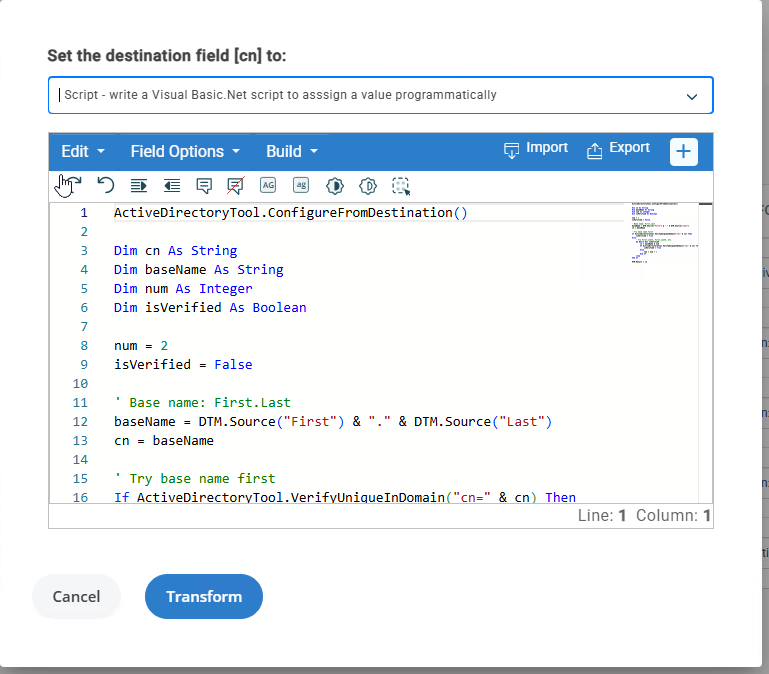 Set the destination field [cn] to:
Script - write a Visual Basic.Net script to asssign a value programmatically
Edit Field Options Build Import Export +
AG ag D
1 ActiveDirectoryTool.ConfigureFromDestination()
2
3 Dim cn As String
4 Dim baseName As String
5 Dim num As Integer
6 Dim isVerified As Boolean
7
8 num = 2
9 isVerified = False
10
11 ' Base name: First.Last
12 baseName = DTM.Source("First") & "." & DTM.Source("Last")
13 cn = baseName
14
15 ' Try base name first
16 If ActiveDirectoryTool.VerifyUniqueInDomain("cn=" & cn) Then
Line: 1 Column: 1
Cancel Transform